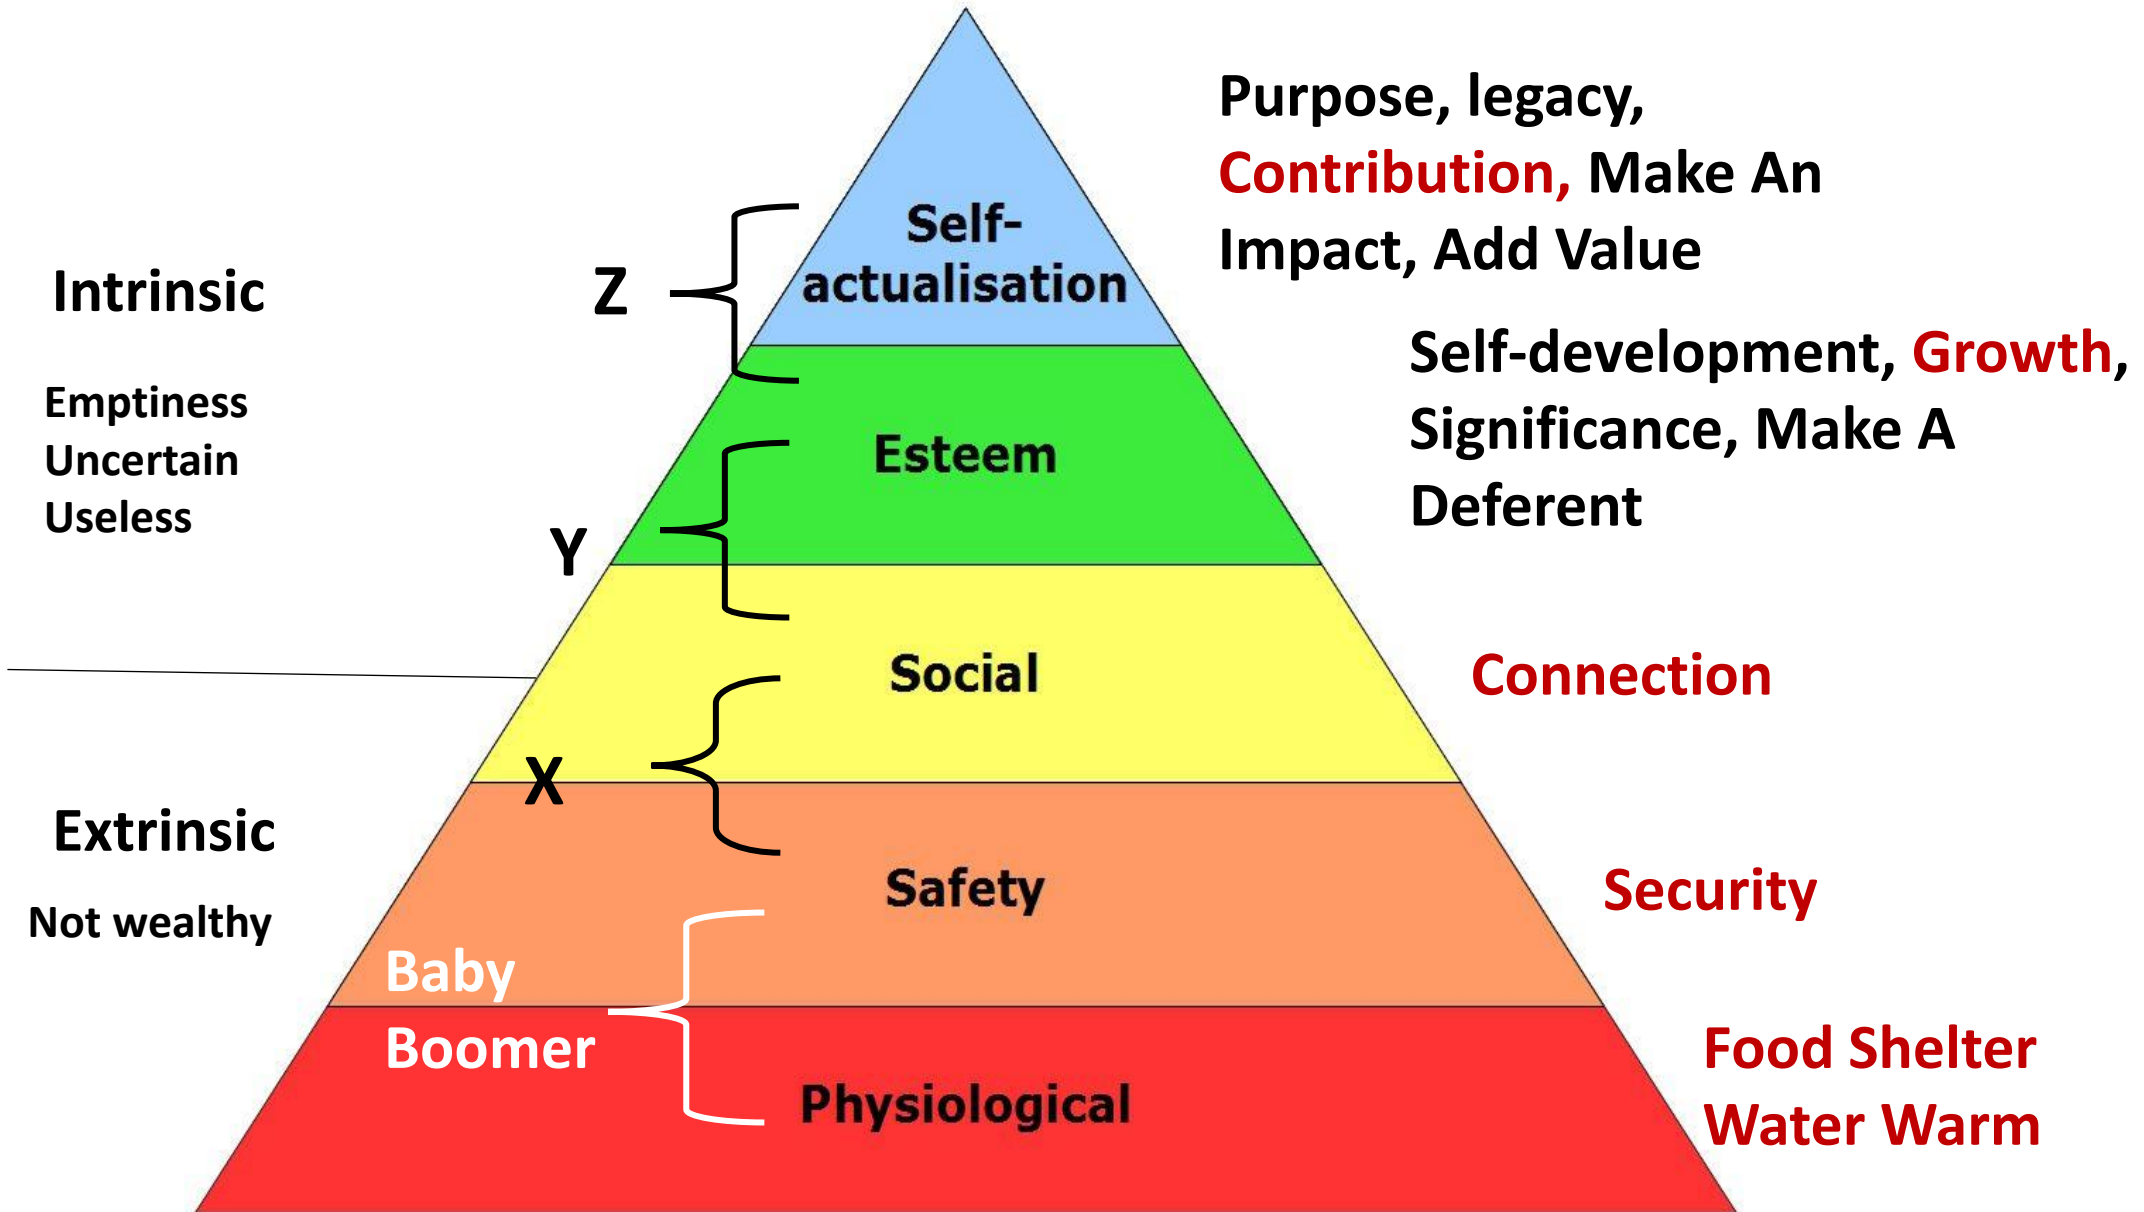 Purpose, legacy,
Contribution, Make An
Impact, Add Value
Self-
actualisation
Z
Intrinsic
Self-development, Growth,
Significance, Make A
Deferent
Emptiness
Uncertain
Useless
Esteem
Y
Social
Connection
X
Extrinsic
Safety
Security
Not wealthy
Baby
Boomer
Physiological
Food Shelter
Water Warm